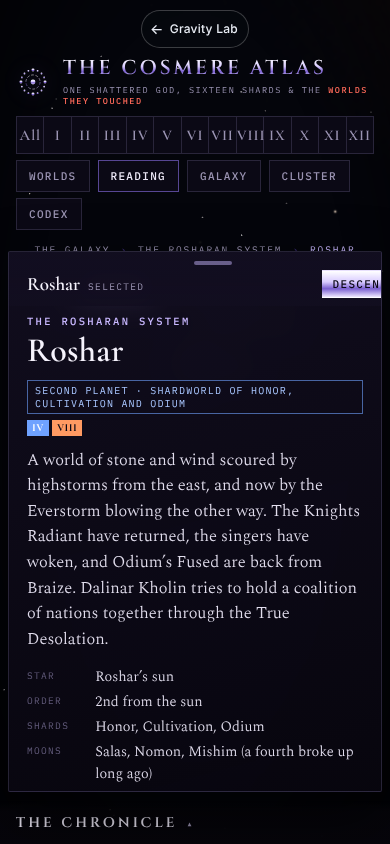 ← Gravity Lab
THE COSMERE ATLAS
ONE SHATTERED GOD, SIXTEEN SHARDS & THE WORLDS
THEY TOUCHED
All I II III IV V VI VII VIII IX X XI XII
WORLDS READING GALAXY CLUSTER
CODEX
THE GALAXY · THE ROSHARAN SYSTEM · ROSHAR
Roshar SELECTED DESCEN
THE ROSHARAN SYSTEM
Roshar
SECOND PLANET · SHARDWORLD OF HONOR,
CULTIVATION AND ODIUM
IV VIII
A world of stone and wind scoured by
highstorms from the east, and now by the
Everstorm blowing the other way. The Knights
Radiant have returned, the singers have
woken, and Odium’s Fused are back from
Braize. Dalinar Kholin tries to hold a coalition
of nations together through the True
Desolation.
STAR Roshar’s sun
ORDER 2nd from the sun
SHARDS Honor, Cultivation, Odium
MOONS Salas, Nomon, Mishim (a fourth broke up
long ago)
THE CHRONICLE ▲